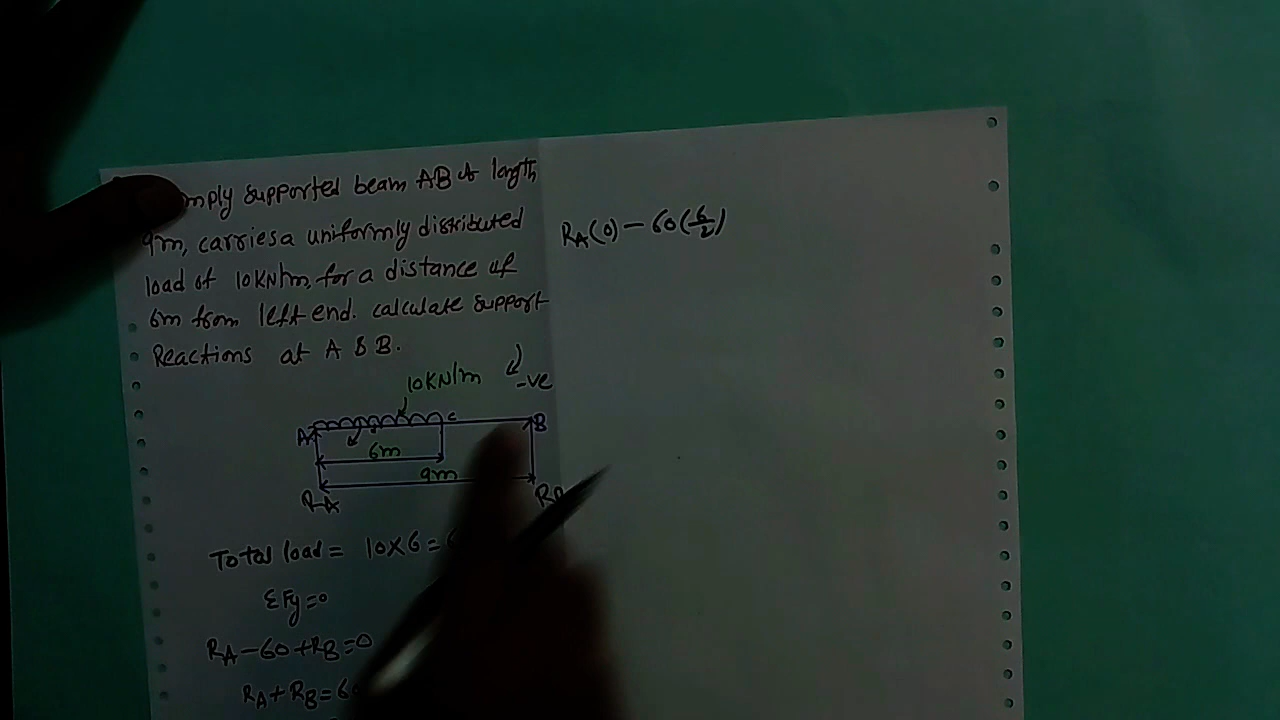 mply supported beam AB of length
9m, carries a uniformly distributed
load of 10KN/m, for a distance of
6m from left end. calculate support
Reactions at A & B.
10KN/m
-ve
A
C
B
6m
9m
RA
Total load = 10x6=
ΣFy=0
RA-60+RB=0
RA+RB=6
RA(0)-60(6/2)